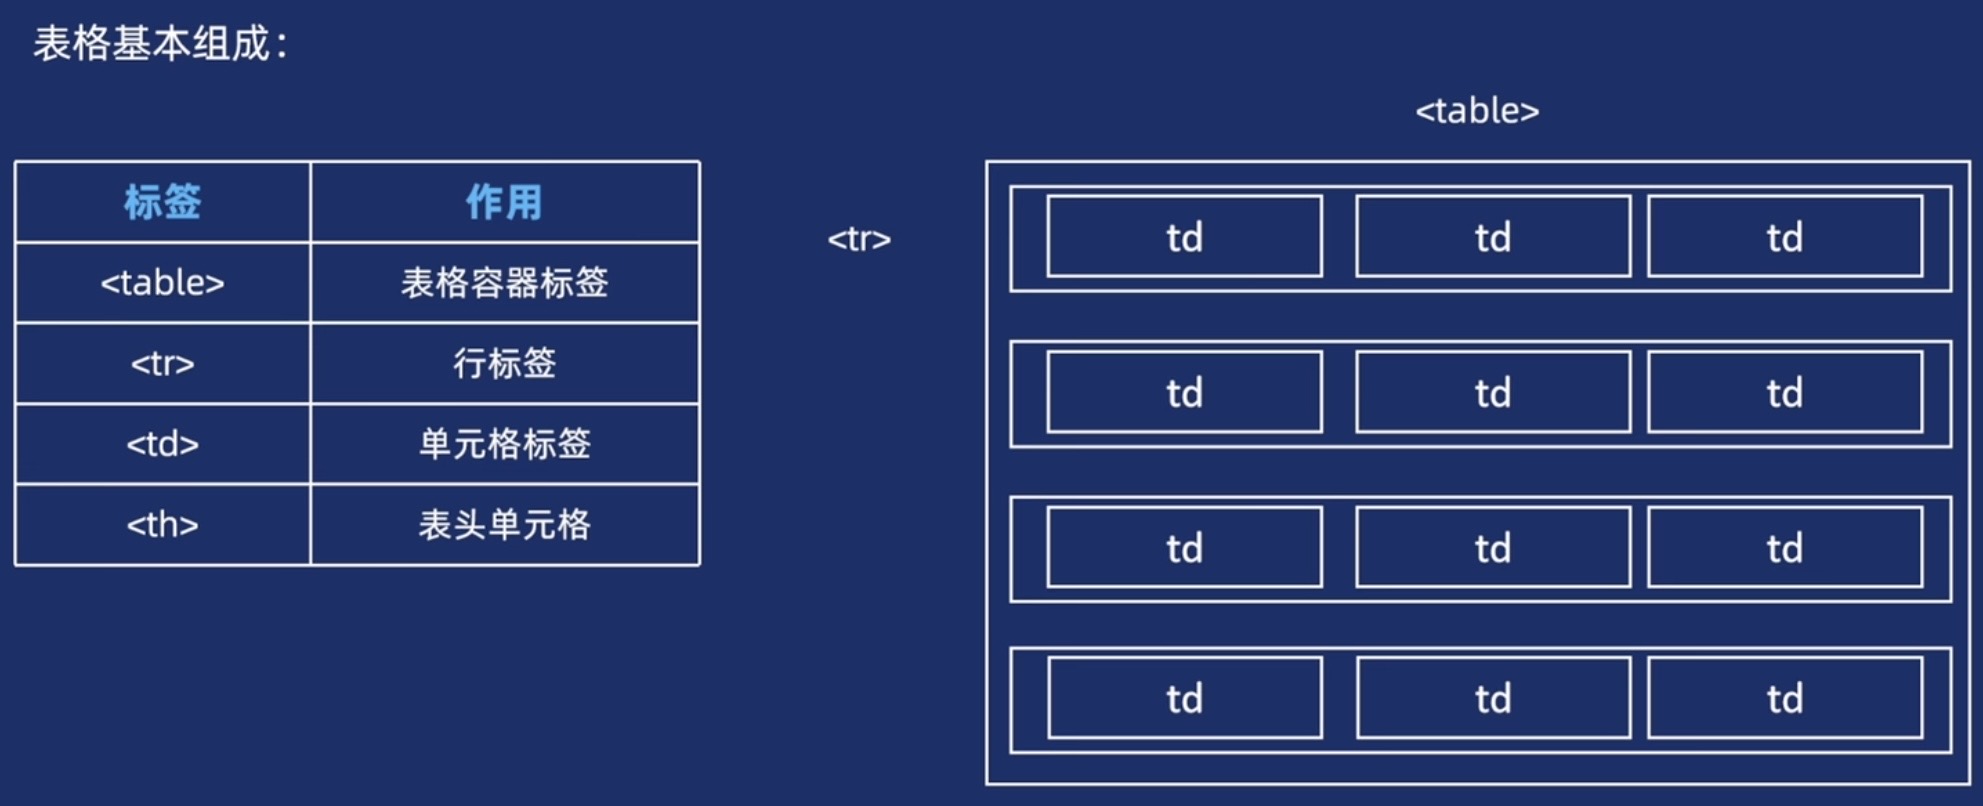 表格基本组成：
标签 作用
<table> 表格容器标签
<tr> 行标签
<td> 单元格标签
<th> 表头单元格
<table>
<tr>
td td td
td td td
td td td
td td td